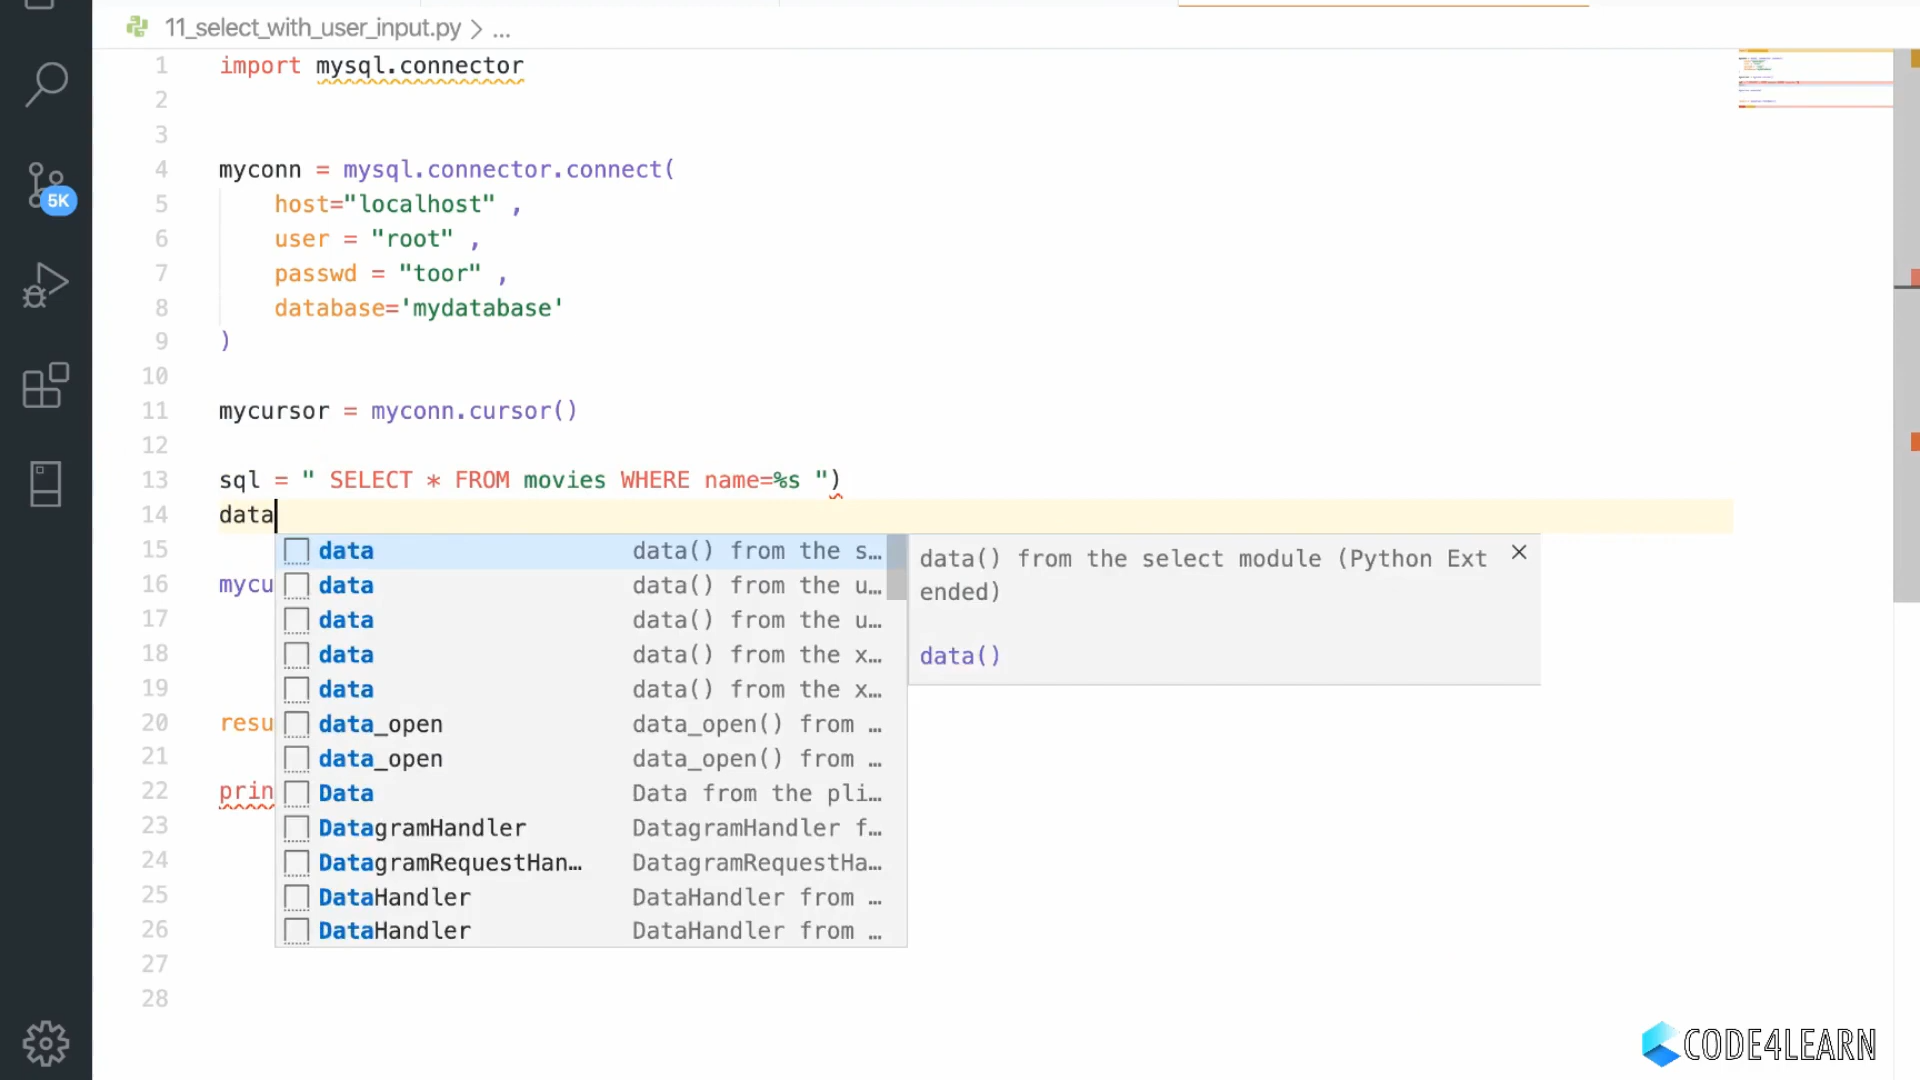 11_select_with_user_input.py > ...
1 import mysql.connector
2
3
4 myconn = mysql.connector.connect(
5 host="localhost" ,
6 user = "root" ,
7 passwd = "toor" ,
8 database='mydatabase'
9 )
10
11 mycursor = myconn.cursor()
12
13 sql = " SELECT * FROM movies WHERE name=%s ")
14 data
15
16 mycu
17
18
19
20 resu
21
22 prin
23
24
25
26
27
28
data data() from the s…
data data() from the u…
data data() from the u…
data data() from the x…
data data() from the x…
data_open data_open() from …
data_open data_open() from …
Data Data from the pli…
DatagramHandler DatagramHandler f…
DatagramRequestHan… DatagramRequestHa…
DataHandler DataHandler from …
DataHandler DataHandler from …
data() from the select module (Python Ext
ended)
data()
5K
CODE4LEARN